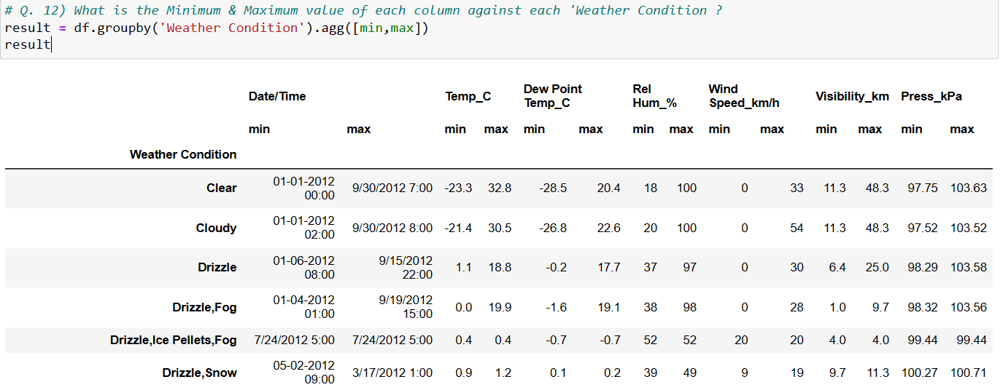 # Q. 12) What is the Minimum & Maximum value of each column against each 'Weather Condition ?
result = df.groupby('Weather Condition').agg([min,max])
result
Date/Time Temp_C Dew Point Temp_C Rel Hum_% Wind Speed_km/h Visibility_km Press_kPa
min max min max min max min max min max min max min max
Weather Condition
Clear 01-01-2012 00:00 9/30/2012 7:00 -23.3 32.8 -28.5 20.4 18 100 0 33 11.3 48.3 97.75 103.63
Cloudy 01-01-2012 02:00 9/30/2012 8:00 -21.4 30.5 -26.8 22.6 20 100 0 54 11.3 48.3 97.52 103.52
Drizzle 01-06-2012 08:00 9/15/2012 22:00 1.1 18.8 -0.2 17.7 37 97 0 30 6.4 25.0 98.29 103.58
Drizzle,Fog 01-04-2012 01:00 9/19/2012 15:00 0.0 19.9 -1.6 19.1 38 98 0 28 1.0 9.7 98.32 103.56
Drizzle,Ice Pellets,Fog 7/24/2012 5:00 7/24/2012 5:00 0.4 0.4 -0.7 -0.7 52 52 20 20 4.0 4.0 99.44 99.44
Drizzle,Snow 05-02-2012 09:00 3/17/2012 1:00 0.9 1.2 0.1 0.2 39 49 9 19 9.7 11.3 100.27 100.71